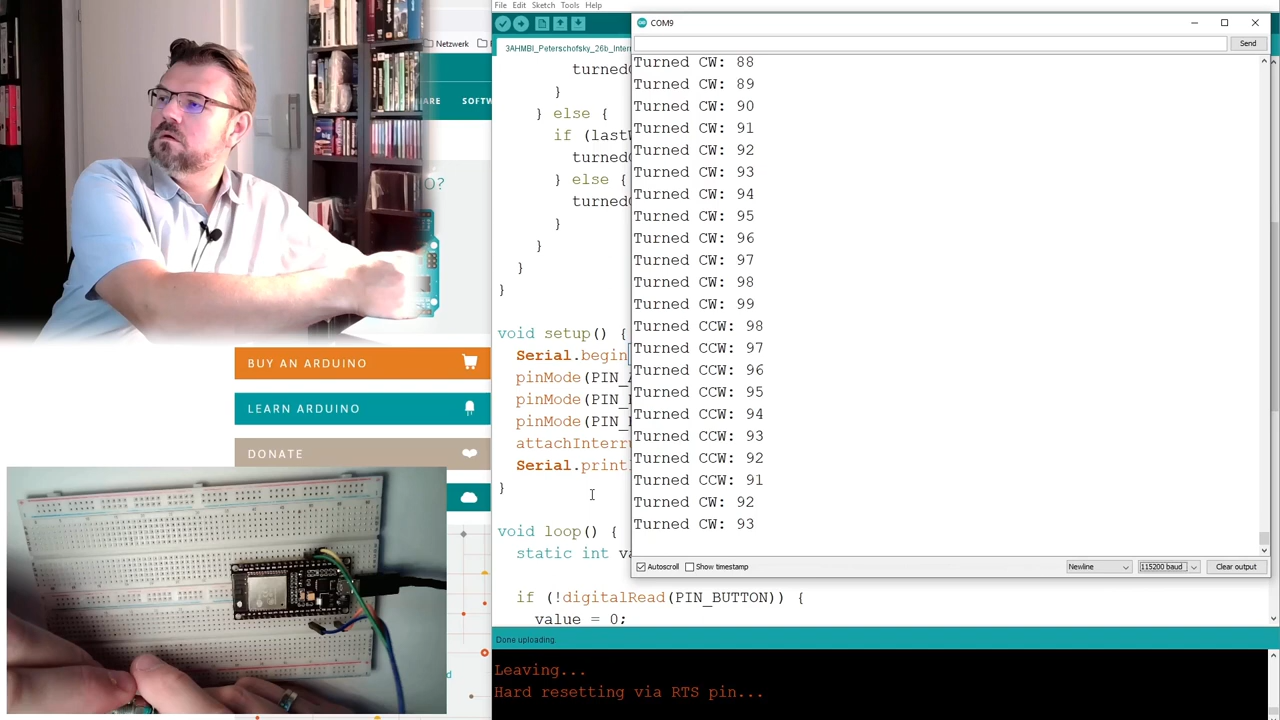 Netzwerk
ARE
SOFTW
O?
BUY AN ARDUINO
LEARN ARDUINO
DONATE
File Edit Sketch Tools Help
3AHMBI_Peterschofsky_26b_Inter
turned
}
} else {
if (last
turned
} else {
turned
}
}
}
}
void setup() {
Serial.begin
pinMode(PIN_
pinMode(PIN_
pinMode(PIN_
attachInterr
Serial.print
}
void loop() {
static int va
if (!digitalRead(PIN_BUTTON)) {
value = 0;
Done uploading.
Leaving...
Hard resetting via RTS pin...
COM9
Send
Turned CW: 88
Turned CW: 89
Turned CW: 90
Turned CW: 91
Turned CW: 92
Turned CW: 93
Turned CW: 94
Turned CW: 95
Turned CW: 96
Turned CW: 97
Turned CW: 98
Turned CW: 99
Turned CCW: 98
Turned CCW: 97
Turned CCW: 96
Turned CCW: 95
Turned CCW: 94
Turned CCW: 93
Turned CCW: 92
Turned CCW: 91
Turned CW: 92
Turned CW: 93
Autoscroll Show timestamp
Newline
115200 baud
Clear output